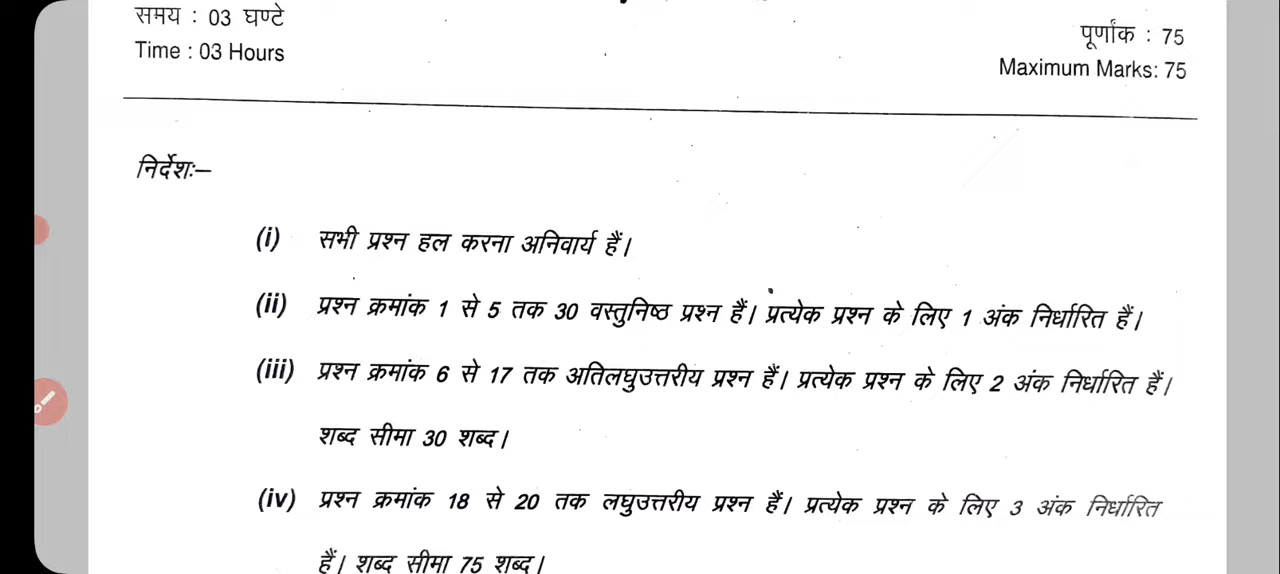 समय : 03 घण्टे
Time : 03 Hours
पूर्णांक : 75
Maximum Marks: 75
निर्देशः–
(i) सभी प्रश्न हल करना अनिवार्य हैं।
(ii) प्रश्न क्रमांक 1 से 5 तक 30 वस्तुनिष्ठ प्रश्न हैं। प्रत्येक प्रश्न के लिए 1 अंक निर्धारित हैं।
(iii) प्रश्न क्रमांक 6 से 17 तक अतिलघुउत्तरीय प्रश्न हैं। प्रत्येक प्रश्न के लिए 2 अंक निर्धारित हैं।
शब्द सीमा 30 शब्द।
(iv) प्रश्न क्रमांक 18 से 20 तक लघुउत्तरीय प्रश्न हैं। प्रत्येक प्रश्न के लिए 3 अंक निर्धारित
हैं। शब्द सीमा 75 शब्द।